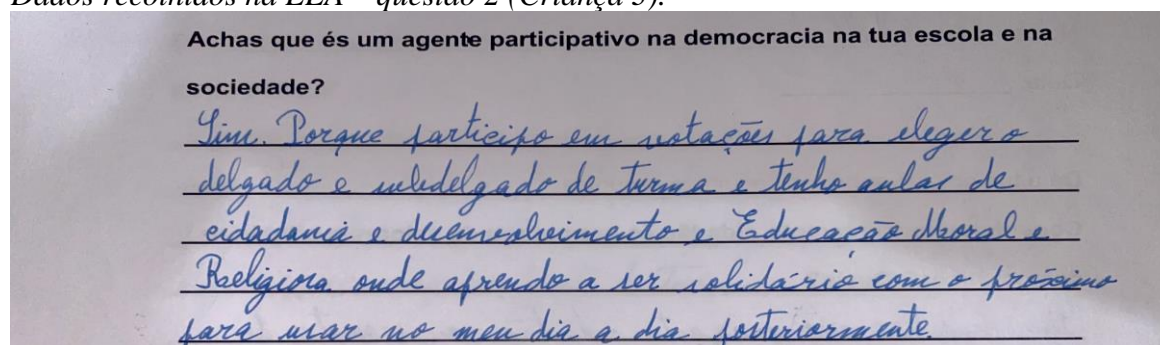 Dados recolhidos na EEA – questão 2 (Criança 5).
Achas que és um agente participativo na democracia na tua escola e na
sociedade?
Sim. Porque participo em votações para eleger o
delgado e subdelgado de turma e tenho aulas de
cidadania e desenvolvimento e Educação Moral e
Religiosa onde aprendo a ser solidário com o próximo
para usar no meu dia a dia posteriormente.